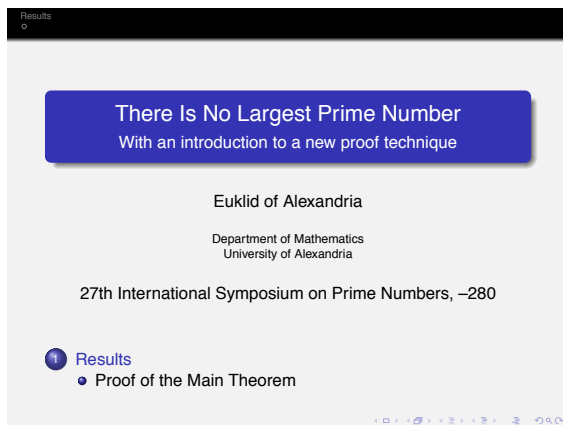 Results
There Is No Largest Prime Number
With an introduction to a new proof technique
Euklid of Alexandria
Department of Mathematics
University of Alexandria
27th International Symposium on Prime Numbers, –280
1 Results
Proof of the Main Theorem